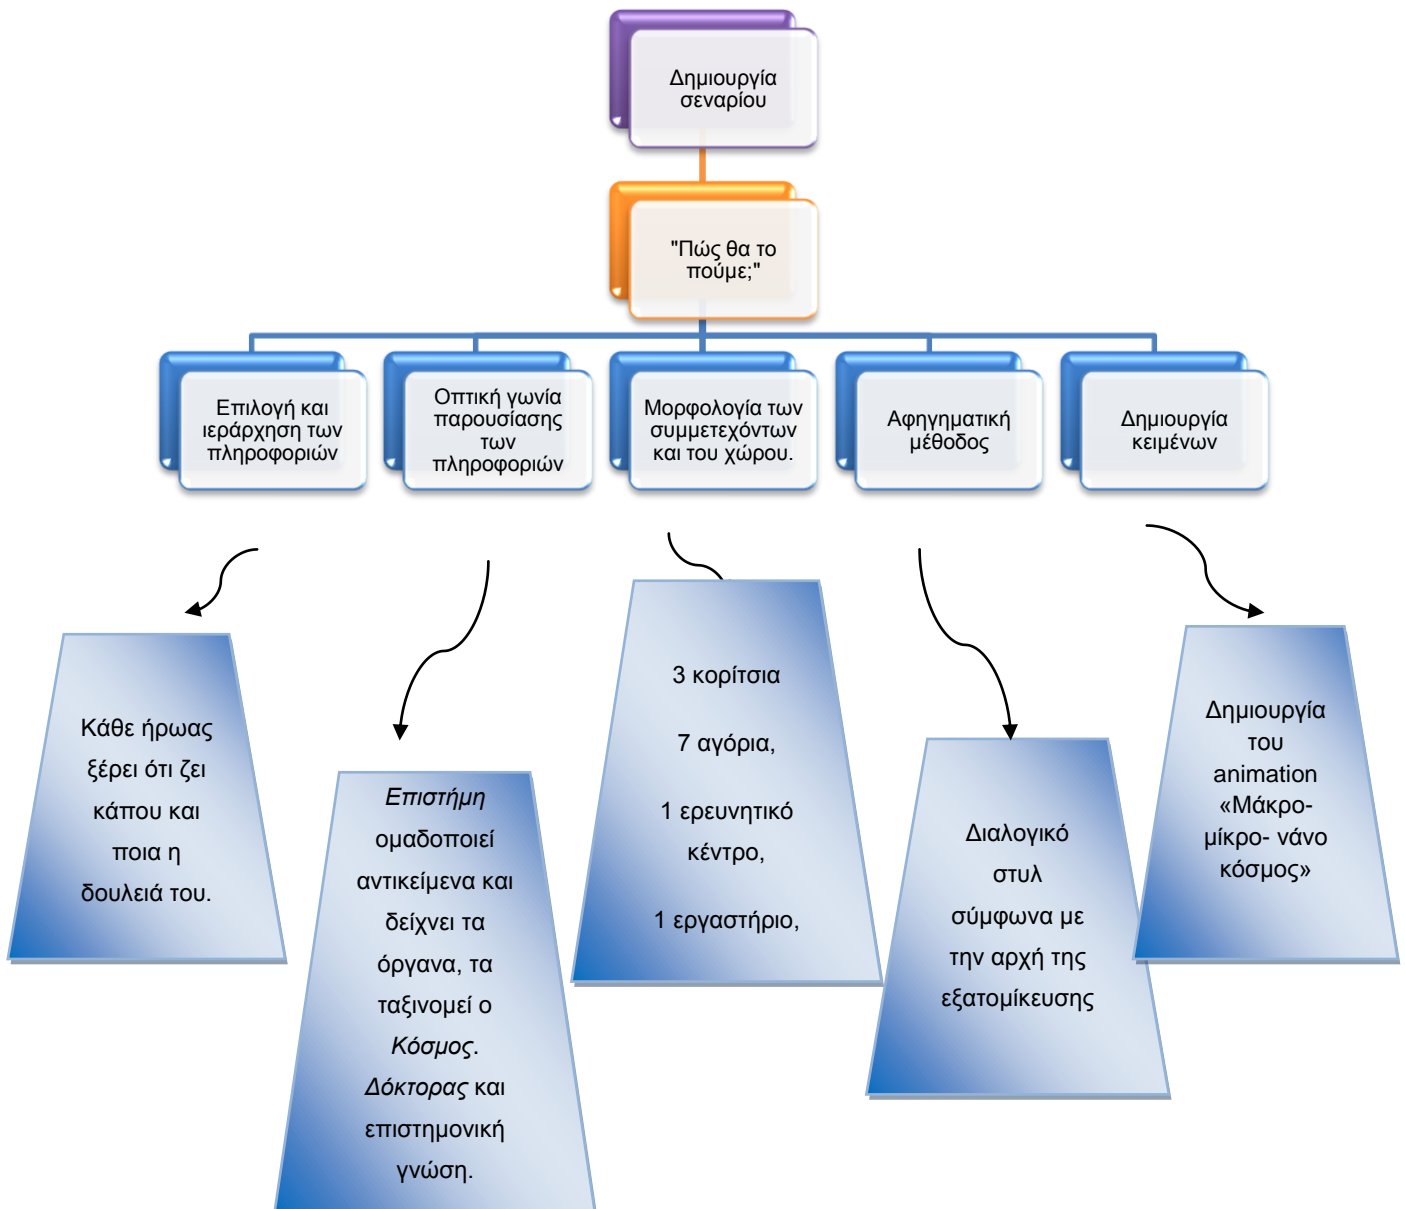 Δημιουργία
σεναρίου
"Πώς θα το
πούμε;"
Επιλογή και
ιεράρχηση των
πληροφοριών
Οπτική γωνία
παρουσίασης
των
πληροφοριών
Μορφολογία των
συμμετεχόντων
και του χώρου.
Αφηγηματική
μέθοδος
Δημιουργία
κειμένων
Κάθε ήρωας
ξέρει ότι ζει
κάπου και
ποια η
δουλειά του.
Επιστήμη
ομαδοποιεί
αντικείμενα και
δείχνει τα
όργανα, τα
ταξινομεί ο
Κόσμος.
Δόκτορας και
επιστημονική
γνώση.
3 κορίτσια
7 αγόρια,
1 ερευνητικό
κέντρο,
1 εργαστήριο,
Διαλογικό
στυλ
σύμφωνα με
την αρχή της
εξατομίκευσης
Δημιουργία
του
animation
«Μάκρο-
μίκρο- νάνο
κόσμος»